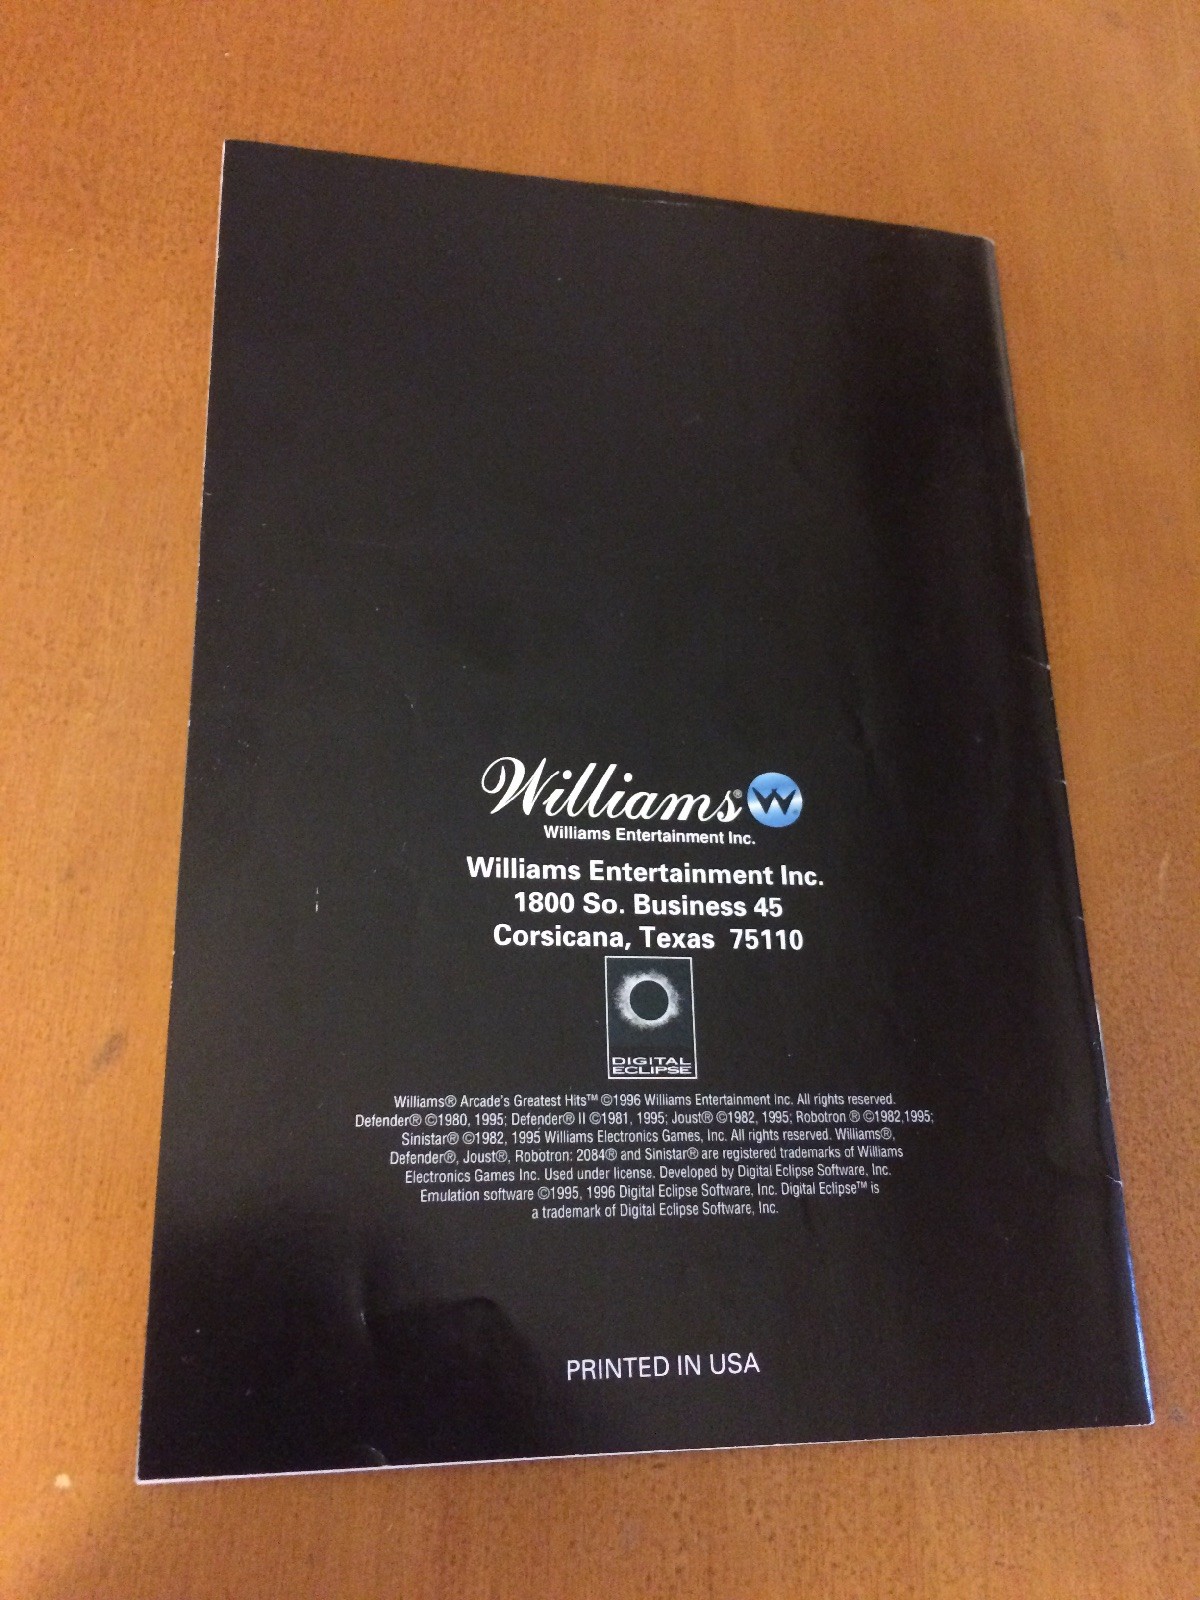 Williams®
Williams Entertainment Inc.
Williams Entertainment Inc.
1800 So. Business 45
Corsicana, Texas 75110
DIGITAL
ECLIPSE
Williams® Arcade's Greatest Hits™ ©1996 Williams Entertainment Inc. All rights reserved.
Defender® ©1980, 1995; Defender® II ©1981, 1995; Joust® ©1982, 1995; Robotron ® ©1982,1995;
Sinistar® ©1982, 1995 Williams Electronics Games, Inc. All rights reserved. Williams®,
Defender®, Joust®, Robotron: 2084® and Sinistar® are registered trademarks of Williams
Electronics Games Inc. Used under license. Developed by Digital Eclipse Software, Inc.
Emulation software ©1995, 1996 Digital Eclipse Software, Inc. Digital Eclipse™ is
a trademark of Digital Eclipse Software, Inc.
PRINTED IN USA